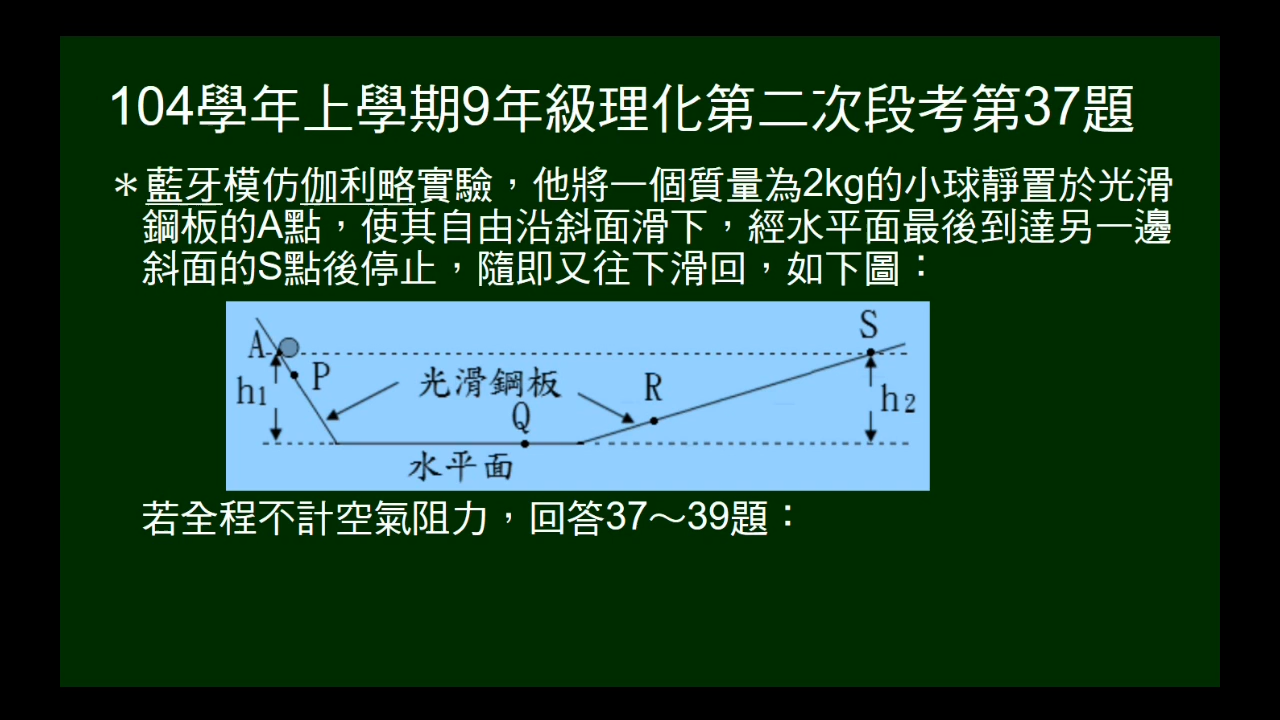 104學年上學期9年級理化第二次段考第37題
＊藍牙模仿伽利略實驗，他將一個質量為2kg的小球靜置於光滑
鋼板的A點，使其自由沿斜面滑下，經水平面最後到達另一邊
斜面的S點後停止，隨即又往下滑回，如下圖：
S
A
P
光滑鋼板
R
h1
h2
Q
水平面
若全程不計空氣阻力，回答37～39題：